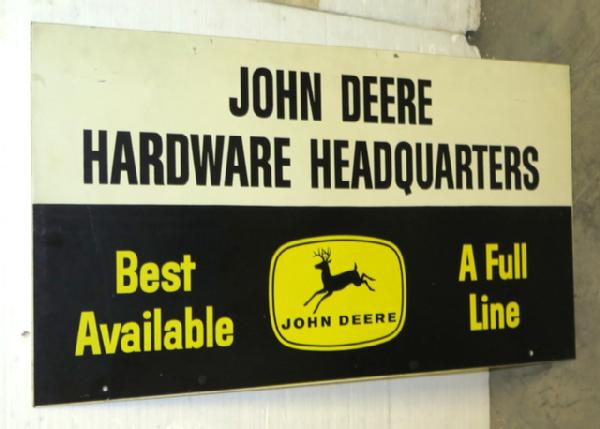 JOHN DEERE
HARDWARE HEADQUARTERS
Best
Available
JOHN DEERE
A Full
Line